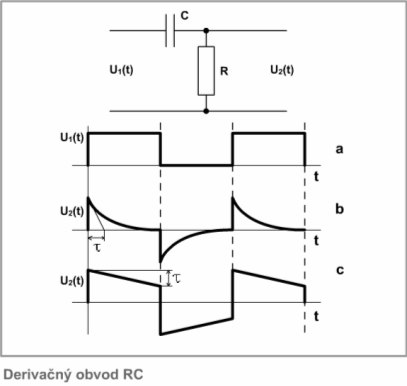 C
U₁(t) R U₂(t)
U₁(t) a
t
U₂(t) b
τ t
c
U₂(t) τ
t
Derivačný obvod RC